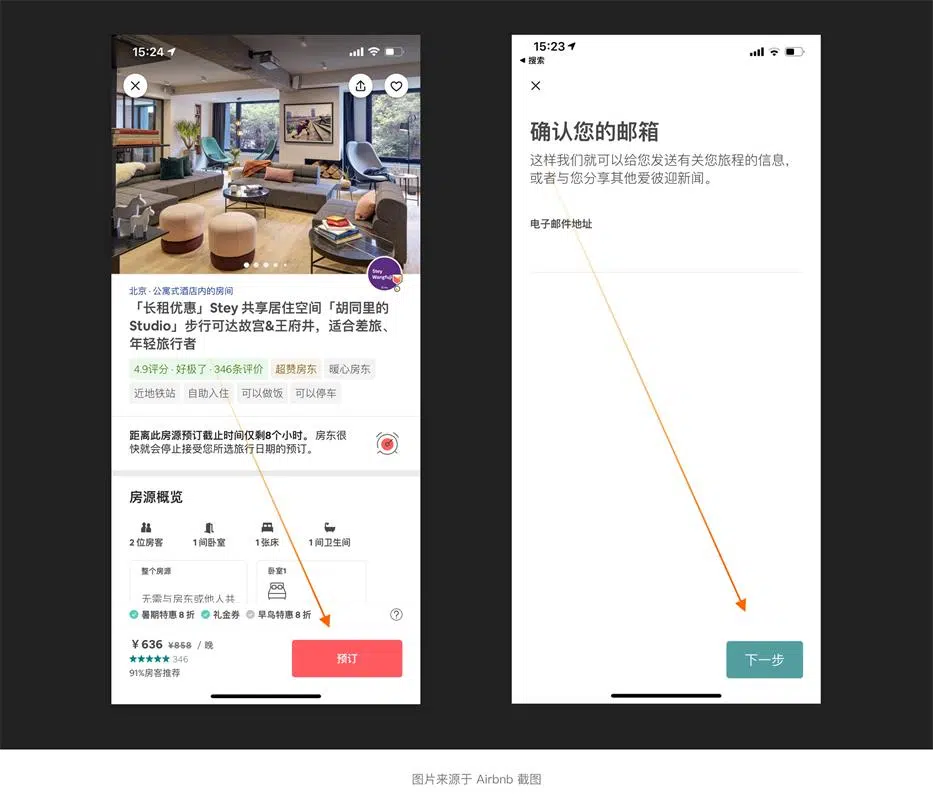 15:24
北京 · 公寓式酒店内的房间
「长租优惠」Stey 共享居住空间「胡同里的
Studio」步行可达故宫&王府井，适合差旅、
年轻旅行者
Stey
Wangfujing
4.9评分 · 好极了 · 346条评价 超赞房东 暖心房东
近地铁站 自助入住 可以做饭 可以停车
距离此房源预订截止时间仅剩8个小时。房东很
快就会停止接受您所选旅行日期的预订。
房源概览
2 位房客 1 间卧室 1 张床 1 间卫生间
整个房源 卧室1
无需与房东或他人共
暑期特惠 8 折 礼金券 早鸟特惠 8 折 ?
¥636 ¥858 / 晚
346
91%房客推荐
预订
15:23
◀ 搜索
确认您的邮箱
这样我们就可以给您发送有关您旅程的信息，
或者与您分享其他爱彼迎新闻。
电子邮件地址
下一步
图片来源于 Airbnb 截图